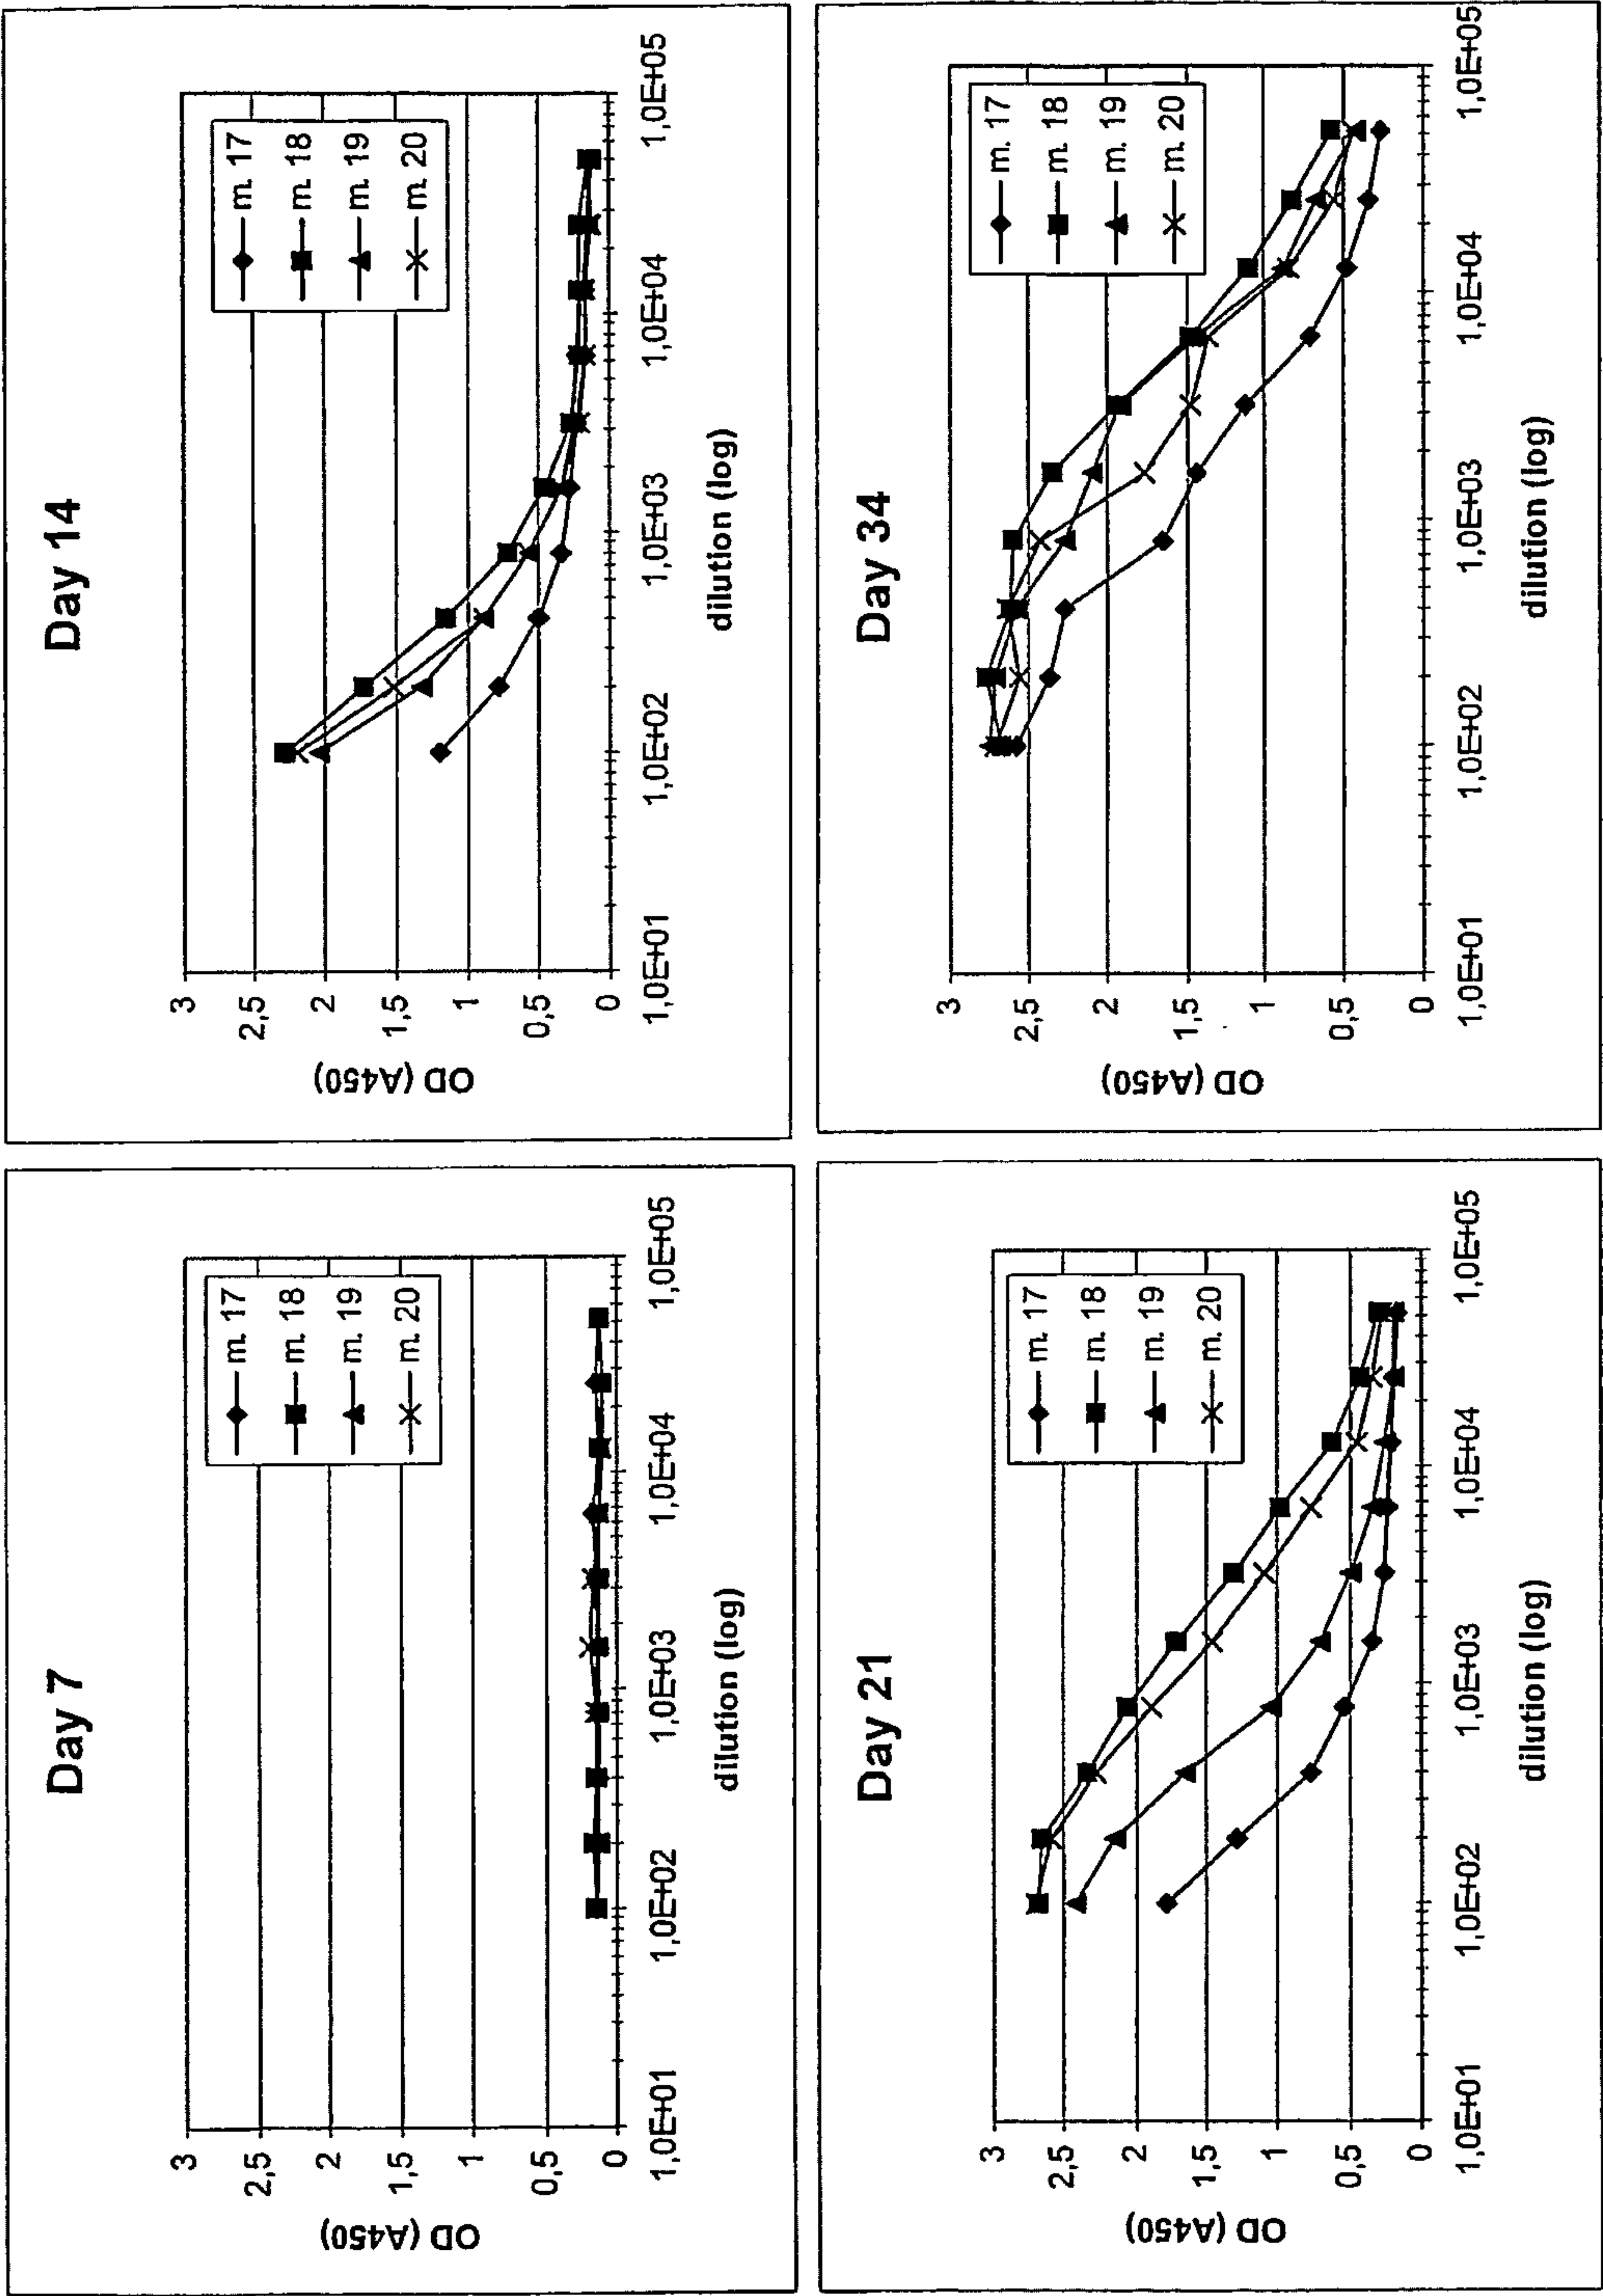 Day 7
OD (A450)
3
2,5
2
1,5
1
0,5
0
1,0E+01
1,0E+02
1,0E+03
1,0E+04
1,0E+05
dilution (log)
m. 17
m. 18
m. 19
m. 20
Day 14
OD (A450)
3
2,5
2
1,5
1
0,5
0
1,0E+01
1,0E+02
1,0E+03
1,0E+04
1,0E+05
dilution (log)
m. 17
m. 18
m. 19
m. 20
Day 21
OD (A450)
3
2,5
2
1,5
1
0,5
0
1,0E+01
1,0E+02
1,0E+03
1,0E+04
1,0E+05
dilution (log)
m. 17
m. 18
m. 19
m. 20
Day 34
OD (A450)
3
2,5
2
1,5
1
0,5
0
1,0E+01
1,0E+02
1,0E+03
1,0E+04
1,0E+05
dilution (log)
m. 17
m. 18
m. 19
m. 20